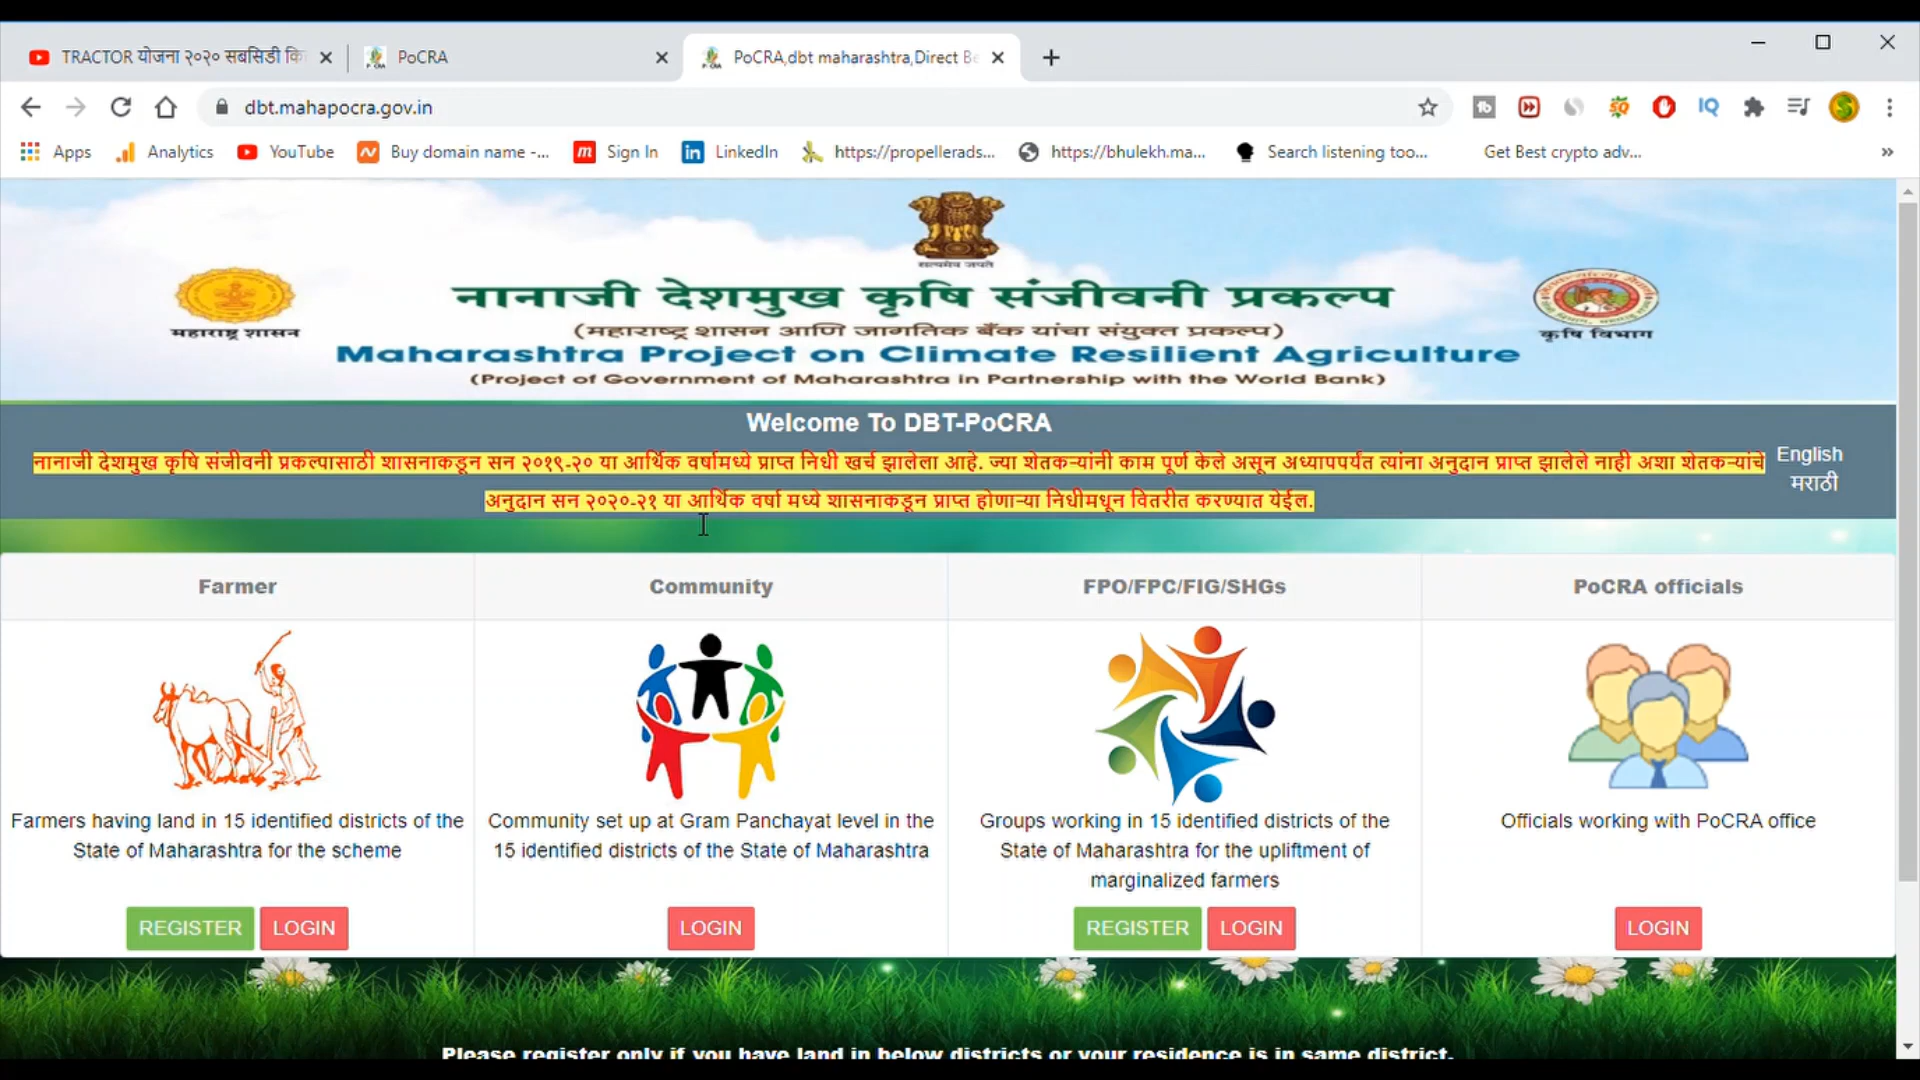 TRACTOR योजना २०२० सबसिडी कि
PoCRA
PoCRA,dbt maharashtra,Direct Be
dbt.mahapocra.gov.in
Apps
Analytics
YouTube
Buy domain name -...
Sign In
LinkedIn
https://propellerads...
https://bhulekh.ma...
Search listening too...
Get Best crypto adv...
सत्यमेव जयते
महाराष्ट्र शासन
नानाजी देशमुख कृषि संजीवनी प्रकल्प
(महाराष्ट्र शासन आणि जागतिक बँक यांचा संयुक्त प्रकल्प)
Maharashtra Project on Climate Resilient Agriculture
(Project of Government of Maharashtra in Partnership with the World Bank)
कृषि विभाग
Welcome To DBT-PoCRA
नानाजी देशमुख कृषि संजीवनी प्रकल्पासाठी शासनाकडून सन २०१९-२० या आर्थिक वर्षामध्ये प्राप्त निधी खर्च झालेला आहे. ज्या शेतकऱ्यांनी काम पूर्ण केले असून अध्यापपर्यंत त्यांना अनुदान प्राप्त झालेले नाही अशा शेतकऱ्यांचे
अनुदान सन २०२०-२१ या आर्थिक वर्षा मध्ये शासनाकडून प्राप्त होणाऱ्या निधीमधून वितरीत करण्यात येईल.
English
मराठी
Farmer
Community
FPO/FPC/FIG/SHGs
PoCRA officials
Farmers having land in 15 identified districts of the
State of Maharashtra for the scheme
Community set up at Gram Panchayat level in the
15 identified districts of the State of Maharashtra
Groups working in 15 identified districts of the
State of Maharashtra for the upliftment of
marginalized farmers
Officials working with PoCRA office
REGISTER LOGIN
LOGIN
REGISTER LOGIN
LOGIN
Please register only if you have land in below districts or your residence is in same district.